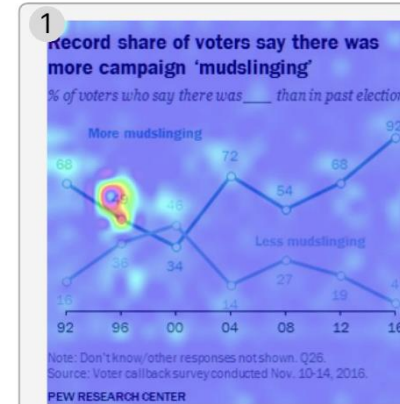 1
Record share of voters say there was
more campaign ‘mudslinging’
% of voters who say there was___ than in past election
More mudslinging
92
72
68
68
49
54
46
36
34
Less mudslinging
27
19
16
14
4
92 96 00 04 08 12 16
Note: Don't know/other responses not shown. Q26.
Source: Voter callback survey conducted Nov. 10-14, 2016.
PEW RESEARCH CENTER